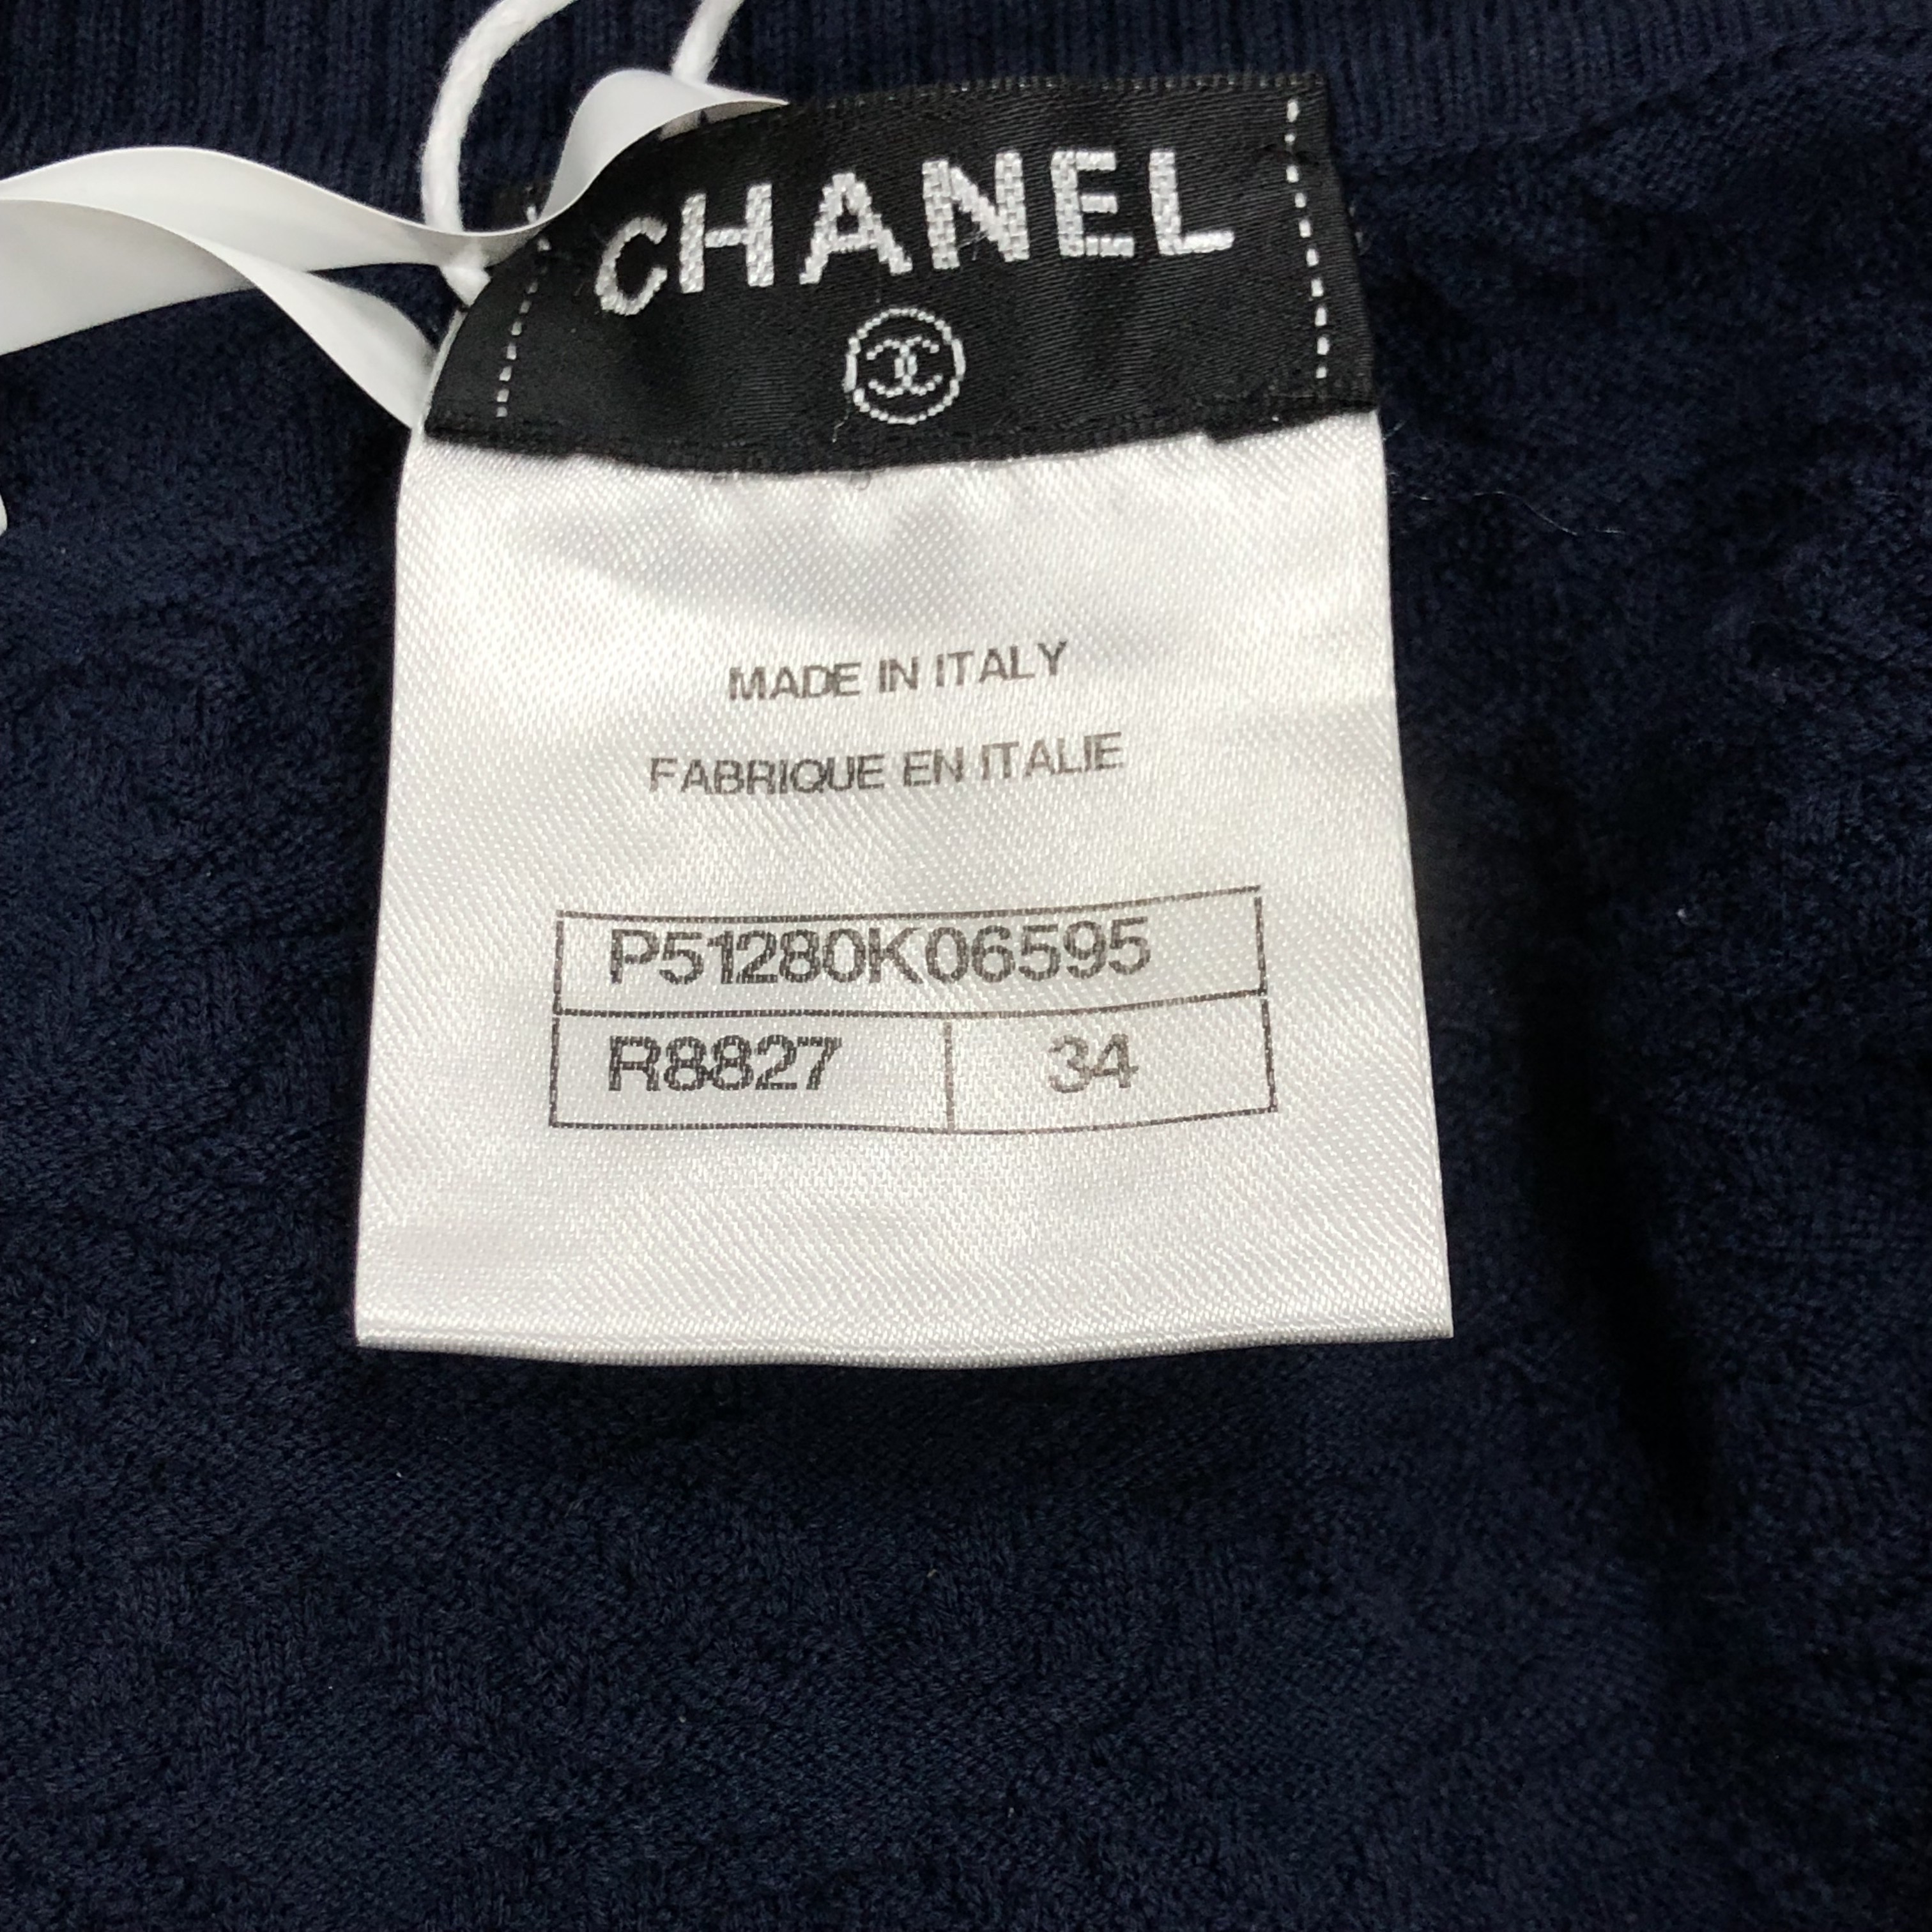 CHANEL
MADE IN ITALY
FABRIQUE EN ITALIE
P51280K06595
R8827 34